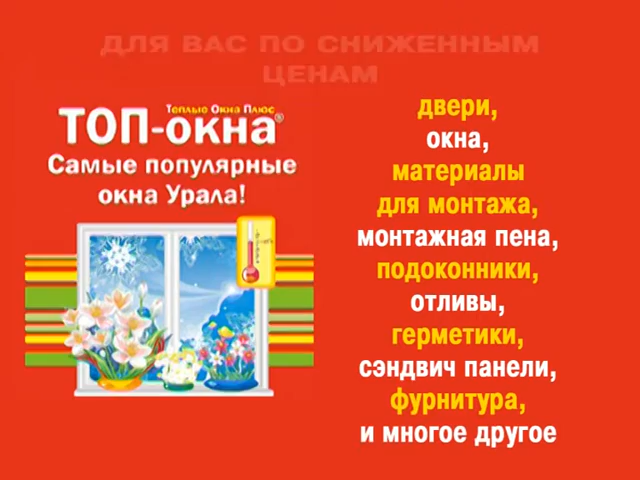 ДЛЯ ВАС ПО СНИЖЕННЫМ
ЦЕНАМ
Теплые Окна Плюс
ТОП-окна®
Самые популярные
окна Урала!
двери,
окна,
материалы
для монтажа,
монтажная пена,
подоконники,
отливы,
герметики,
сэндвич панели,
фурнитура,
и многое другое